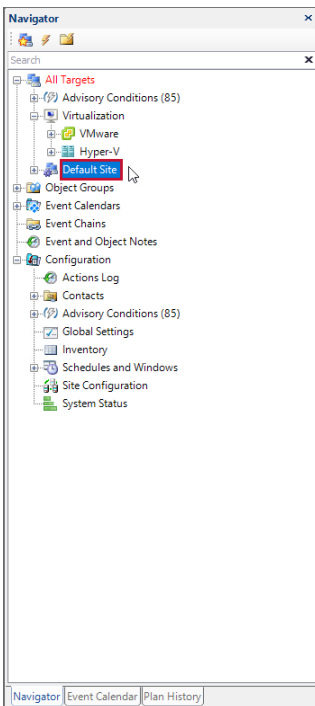 Navigator
Search
All Targets
Advisory Conditions (85)
Virtualization
VMware
Hyper-V
Default Site
Object Groups
Event Calendars
Event Chains
Event and Object Notes
Configuration
Actions Log
Contacts
Advisory Conditions (85)
Global Settings
Inventory
Schedules and Windows
Site Configuration
System Status
Navigator Event Calendar Plan History